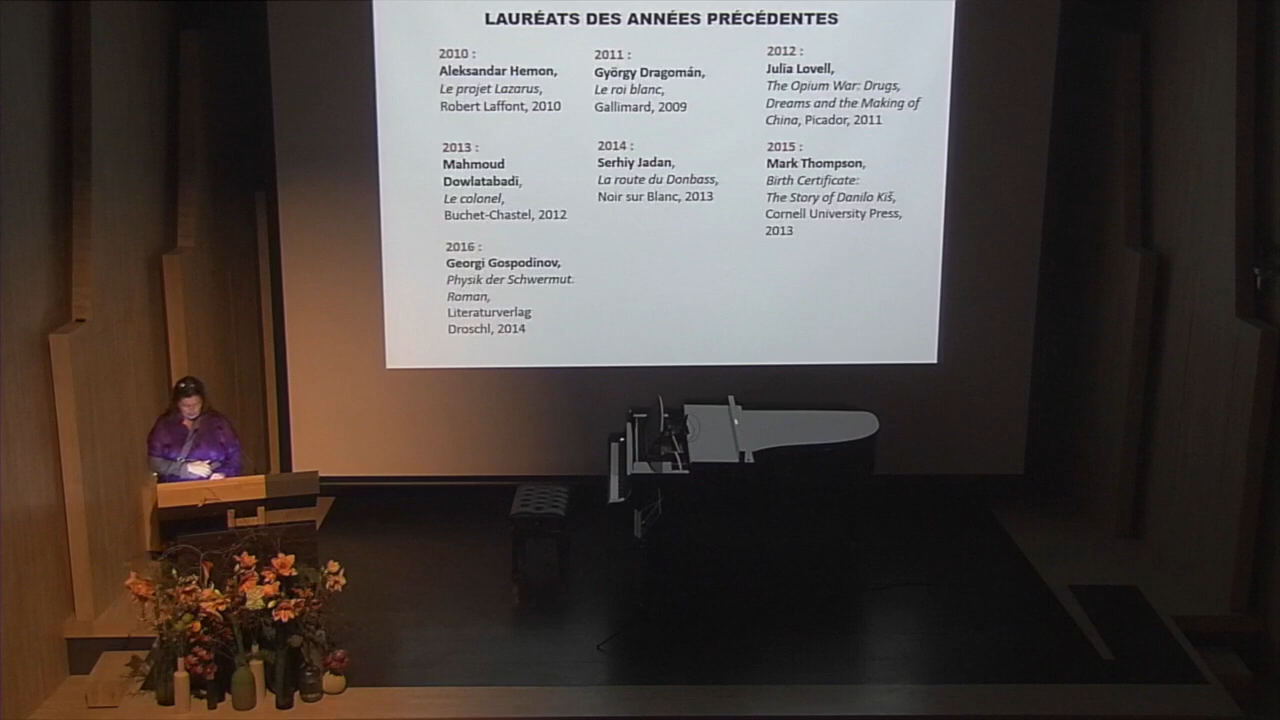 LAURÉATS DES ANNÉES PRÉCÉDENTES
2010 :
Aleksandar Hemon,
Le projet Lazarus,
Robert Laffont, 2010
2011 :
György Dragomán,
Le roi blanc,
Gallimard, 2009
2012 :
Julia Lovell,
The Opium War: Drugs,
Dreams and the Making of
China, Picador, 2011
2013 :
Mahmoud
Dowlatabadi,
Le colonel,
Buchet-Chastel, 2012
2014 :
Serhiy Jadan,
La route du Donbass,
Noir sur Blanc, 2013
2015 :
Mark Thompson,
Birth Certificate:
The Story of Danilo Kiš,
Cornell University Press,
2013
2016 :
Georgi Gospodinov,
Physik der Schwermut.
Roman,
Literaturverlag
Droschl, 2014